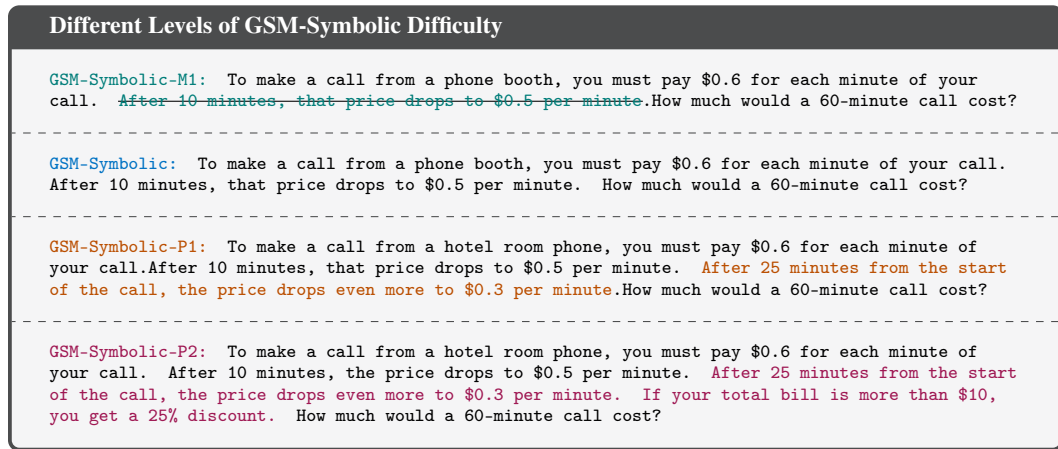 Different Levels of GSM-Symbolic Difficulty
GSM-Symbolic-M1: To make a call from a phone booth, you must pay $0.6 for each minute of your
call. After 10 minutes, that price drops to $0.5 per minute.How much would a 60-minute call cost?
GSM-Symbolic: To make a call from a phone booth, you must pay $0.6 for each minute of your call.
After 10 minutes, that price drops to $0.5 per minute. How much would a 60-minute call cost?
GSM-Symbolic-P1: To make a call from a hotel room phone, you must pay $0.6 for each minute of
your call.After 10 minutes, that price drops to $0.5 per minute. After 25 minutes from the start
of the call, the price drops even more to $0.3 per minute.How much would a 60-minute call cost?
GSM-Symbolic-P2: To make a call from a hotel room phone, you must pay $0.6 for each minute of
your call. After 10 minutes, the price drops to $0.5 per minute. After 25 minutes from the start
of the call, the price drops even more to $0.3 per minute. If your total bill is more than $10,
you get a 25% discount. How much would a 60-minute call cost?